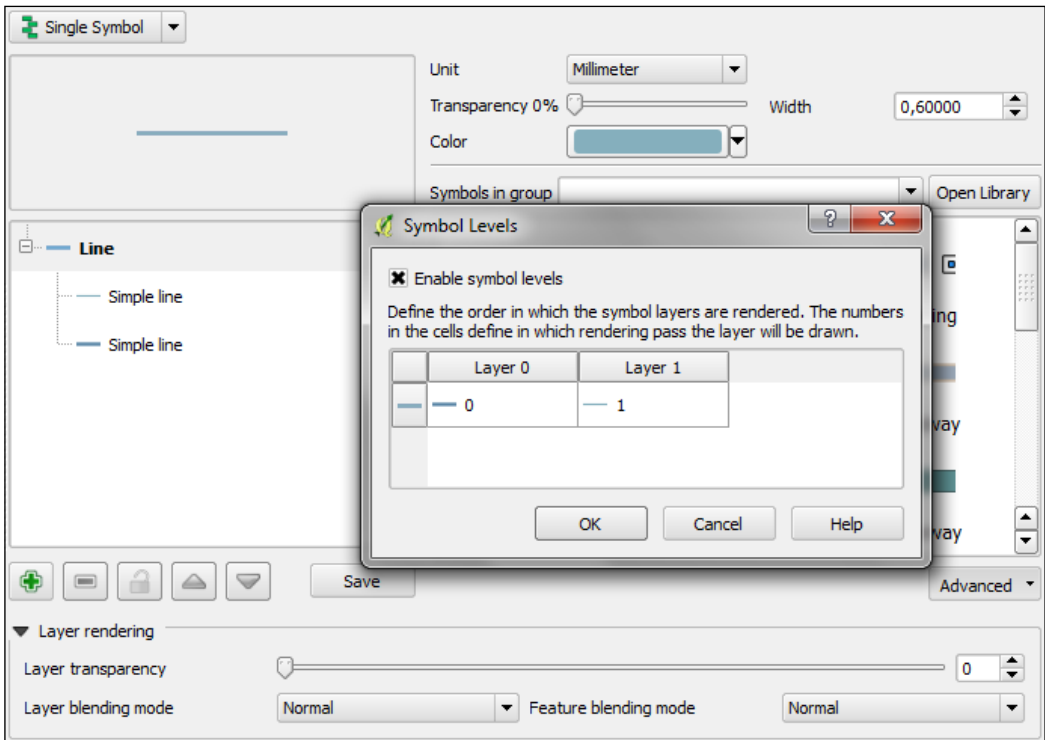 Single Symbol
Unit
Millimeter
Transparency 0%
Width
0,60000
Color
Symbols in group
Open Library
Line
Simple line
Simple line
Symbol Levels
?
Enable symbol levels
Define the order in which the symbol layers are rendered. The numbers
in the cells define in which rendering pass the layer will be drawn.
Layer 0
Layer 1
0
1
OK
Cancel
Help
ing
way
way
Save
Advanced
Layer rendering
Layer transparency
0
Layer blending mode
Normal
Feature blending mode
Normal